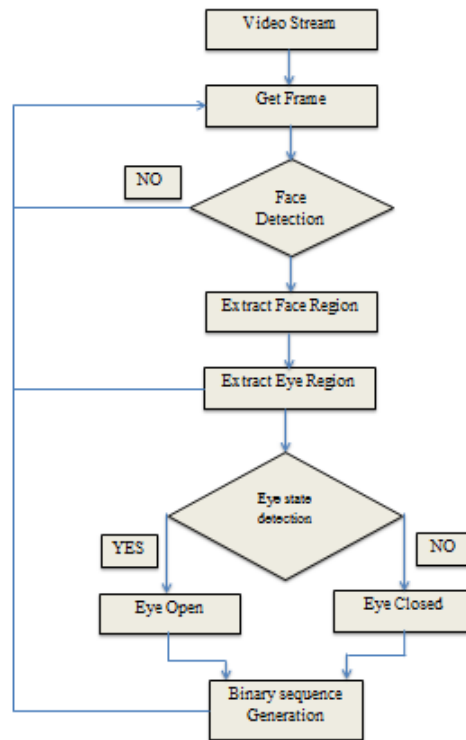 Video Stream
Get Frame
NO
Face
Detection
Extract Face Region
Extract Eye Region
Eye state
detection
YES
NO
Eye Open
Eye Closed
Binary sequence
Generation